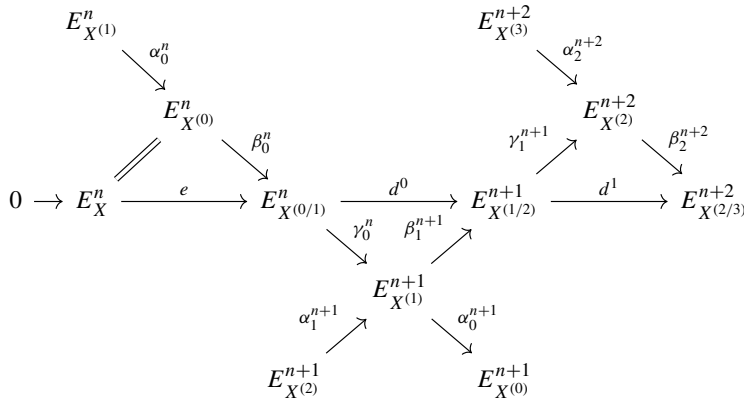 E^n_{X^{(1)}} E^{n+2}_{X^{(3)}}
α^n_0 α^{n+2}_2
E^n_{X^{(0)}} E^{n+2}_{X^{(2)}}
β^n_0 γ^{n+1}_1 β^{n+2}_2
0 → E^n_X e E^n_{X^{(0/1)}} d^0 E^{n+1}_{X^{(1/2)}} d^1 E^{n+2}_{X^{(2/3)}}
γ^n_0 β^{n+1}_1
E^{n+1}_{X^{(1)}}
α^{n+1}_1 α^{n+1}_0
E^{n+1}_{X^{(2)}} E^{n+1}_{X^{(0)}}